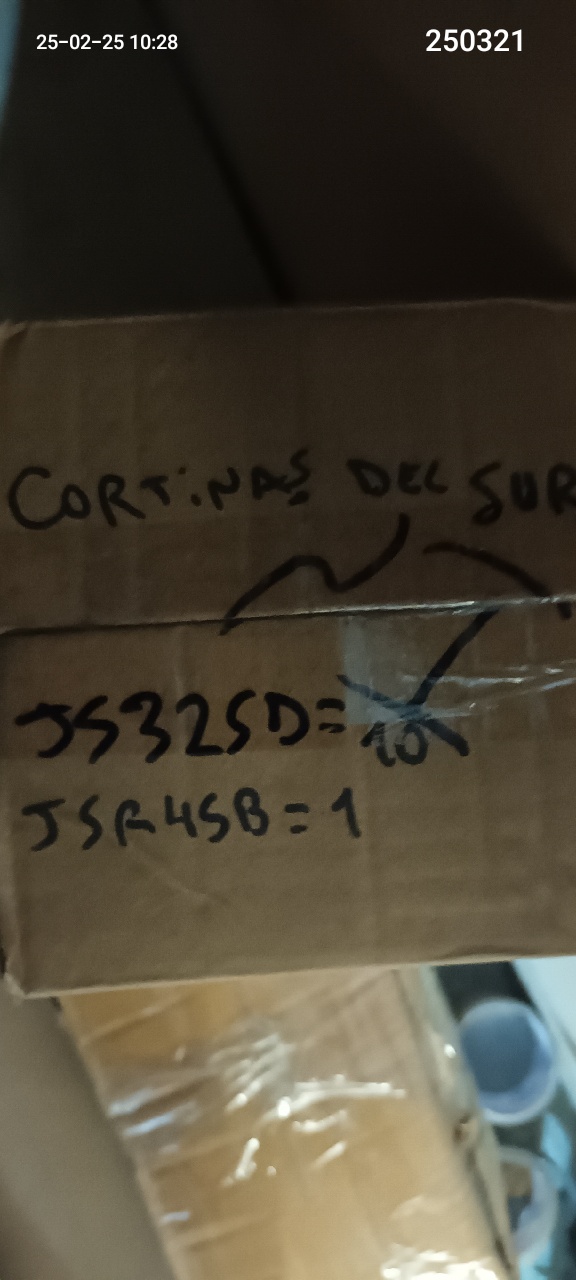 25-02-25 10:28 250321
CORTiNAS DEL SUR
JS325D= 10
JSR45B = 1